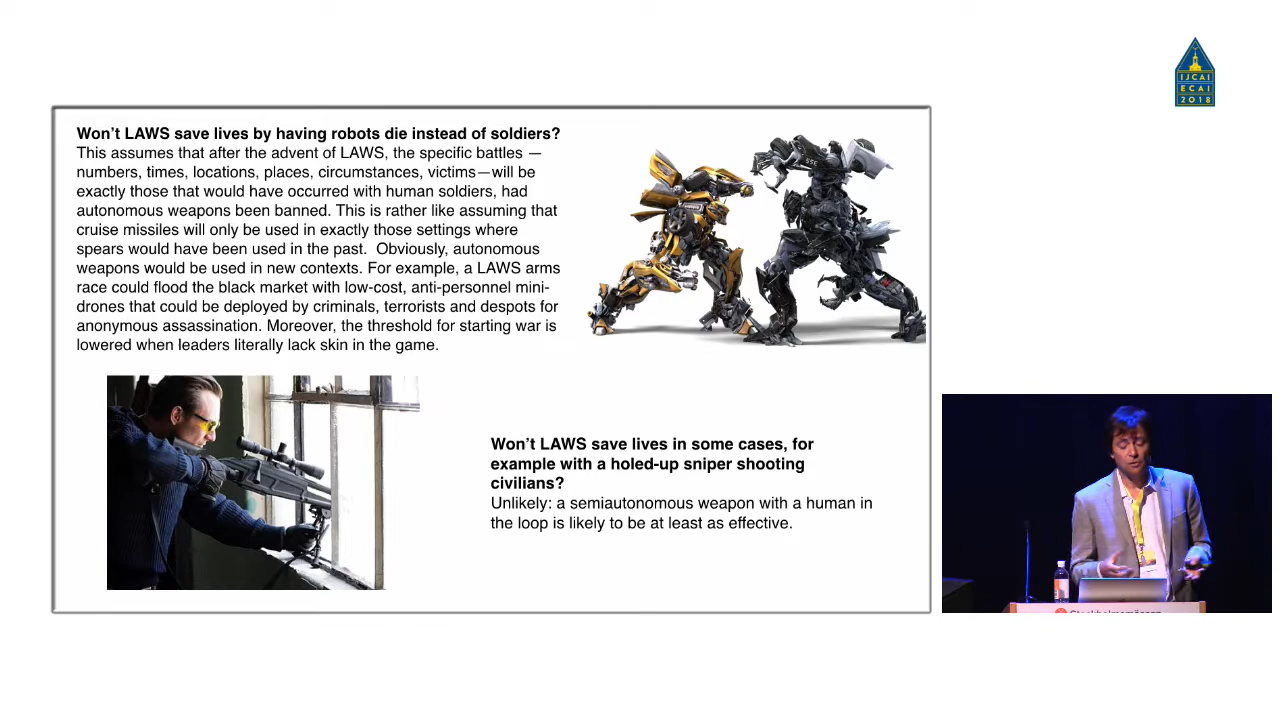 IJCAI
ECAI
2018
Won’t LAWS save lives by having robots die instead of soldiers?
This assumes that after the advent of LAWS, the specific battles —
numbers, times, locations, places, circumstances, victims—will be
exactly those that would have occurred with human soldiers, had
autonomous weapons been banned. This is rather like assuming that
cruise missiles will only be used in exactly those settings where
spears would have been used in the past.  Obviously, autonomous
weapons would be used in new contexts. For example, a LAWS arms
race could flood the black market with low-cost, anti-personnel mini-
drones that could be deployed by criminals, terrorists and despots for
anonymous assassination. Moreover, the threshold for starting war is
lowered when leaders literally lack skin in the game.
Won’t LAWS save lives in some cases, for
example with a holed-up sniper shooting
civilians?
Unlikely: a semiautonomous weapon with a human in
the loop is likely to be at least as effective.